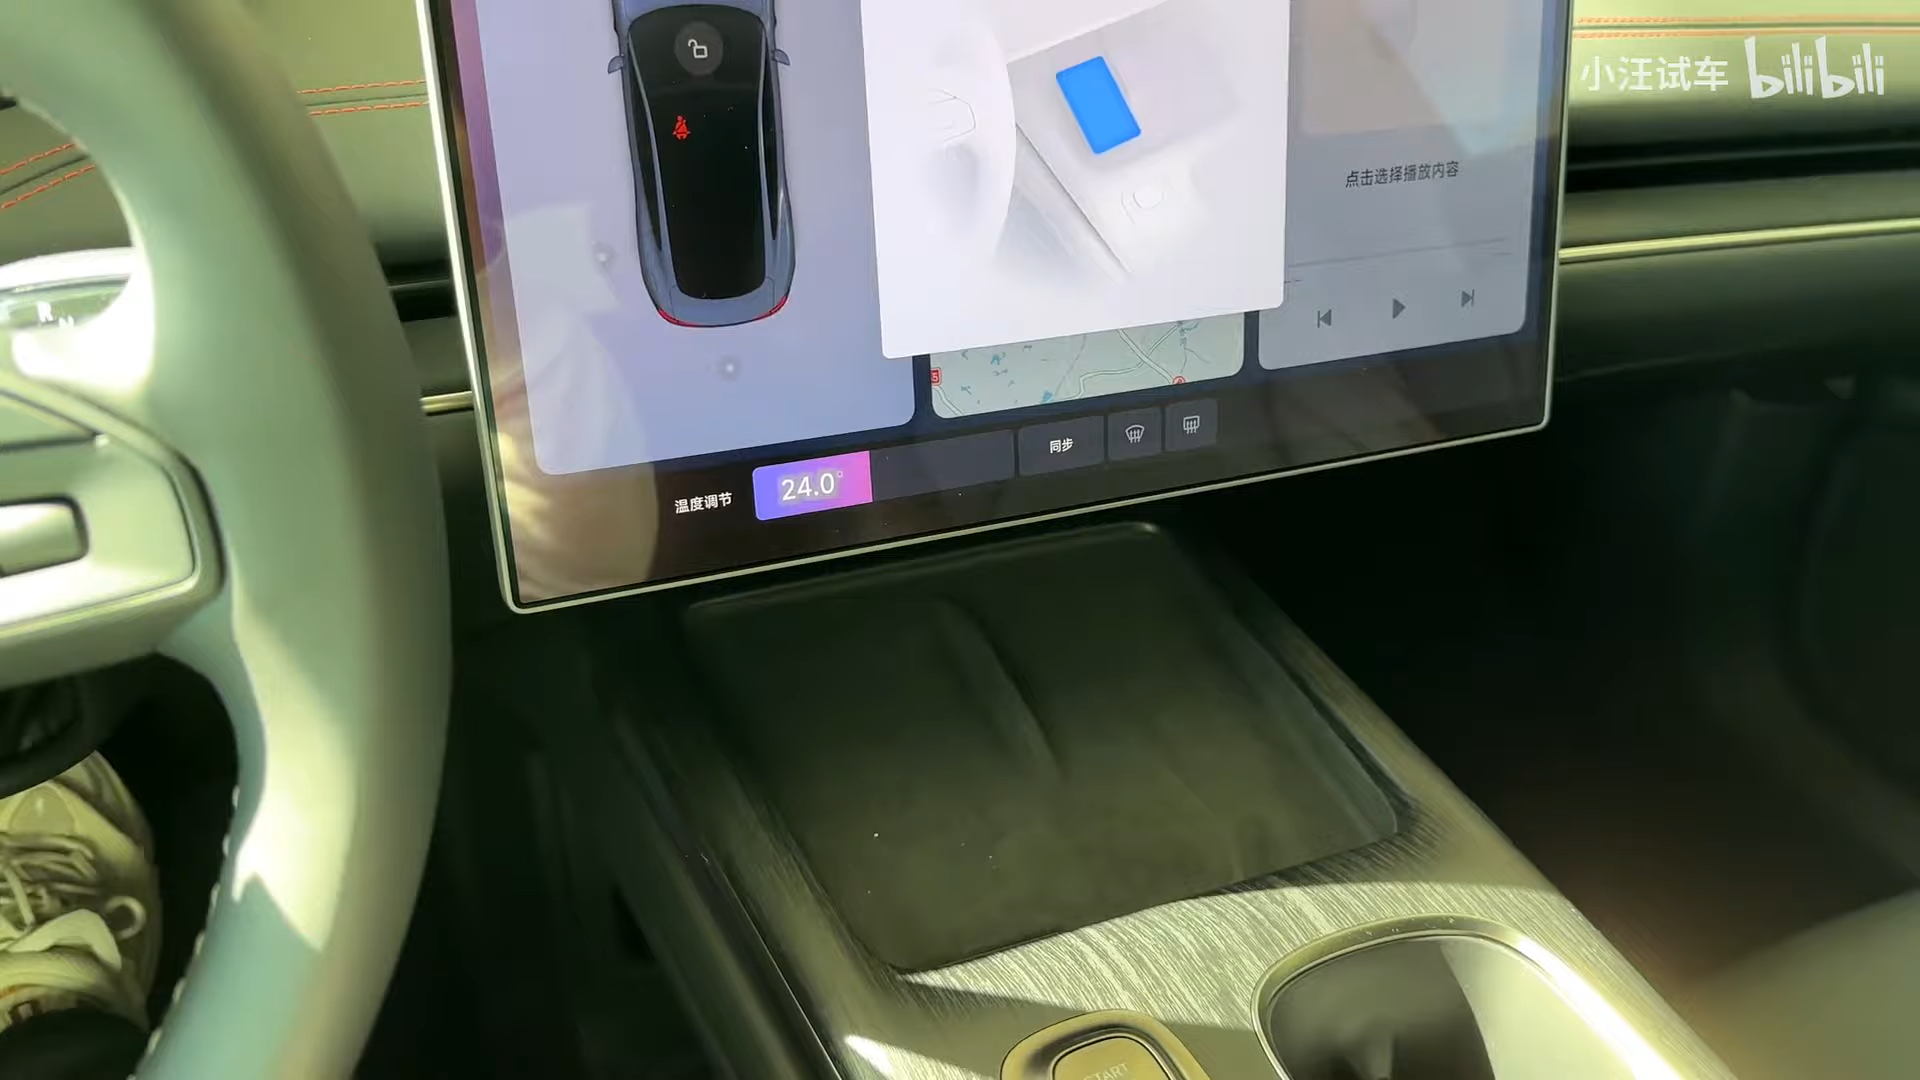 小汪试车 bilibili
点击选择播放内容
R
N
温度调节 24.0° 同步
START